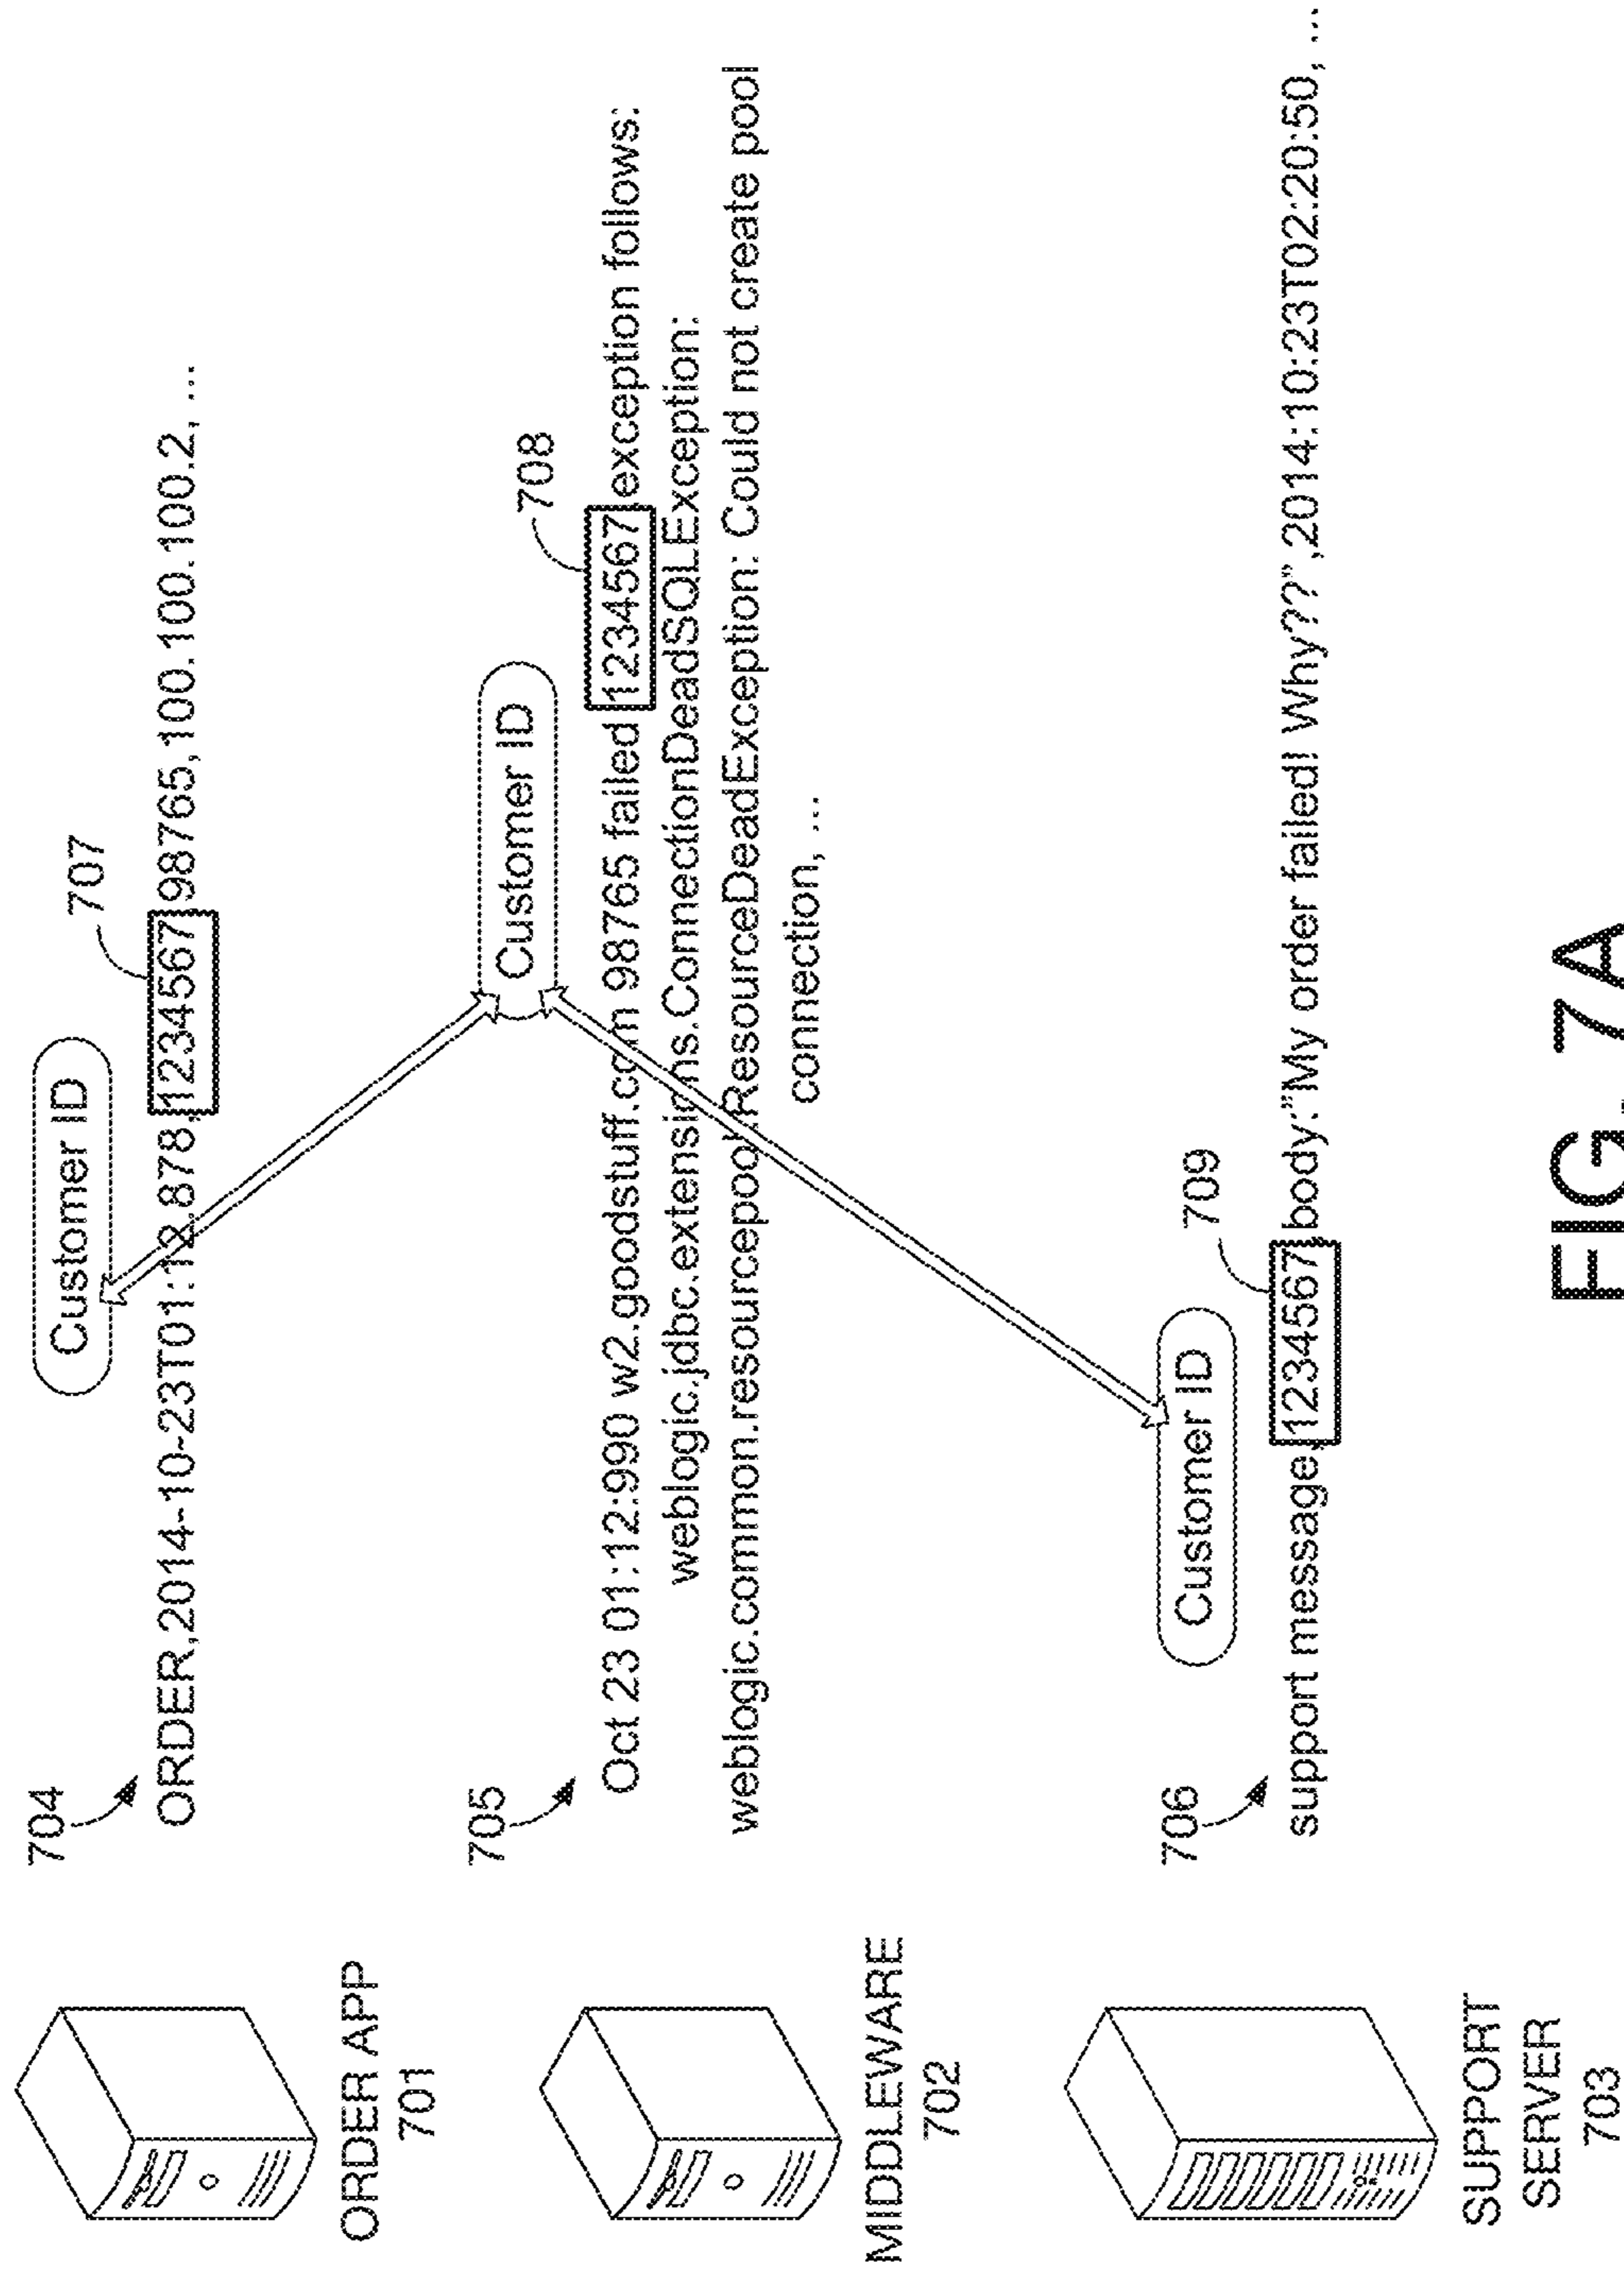 704
Customer ID
707
ORDER,2014-10-23T01:12.878,1234567,98765,100.100.100.2, ...
ORDER APP
701
705
Customer ID
708
Oct 23 01:12:990 w2.goodstuff.com 98765 failed 1234567,exception follows:
weblogic.jdbc.extensions.ConnectionDeadSQLException:
weblogic.common.resourcepool.ResourceDeadException: Could not create pool
connection, ...
MIDDLEWARE
702
706
Customer ID
709
support message,1234567,body:"My order failed! Why??",2014:10:23T02:20:50, ...
SUPPORT
SERVER
703
FIG. 7A